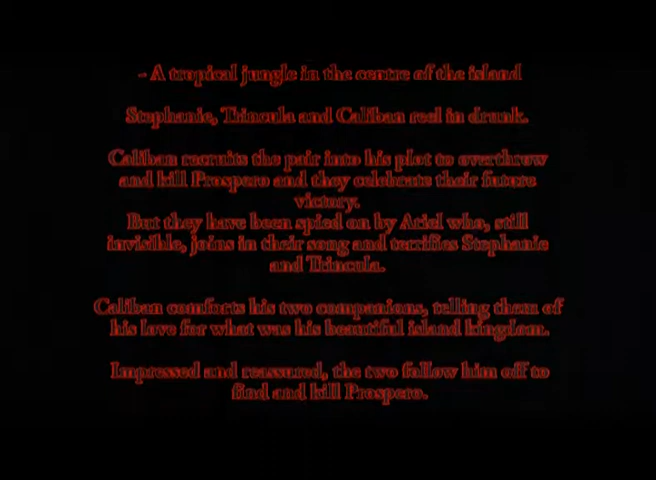 - A tropical jungle in the centre of the island
Stephanie, Trincula and Caliban reel in drunk.
Caliban recruits the pair into his plot to overthrow
and kill Prospero and they celebrate their future
victory.
But they have been spied on by Ariel who, still
invisible, joins in their song and terrifies Stephanie
and Trincula.
Caliban comforts his two companions, telling them of
his love for what was his beautiful island kingdom.
Impressed and reassured, the two follow him off to
find and kill Prospero.